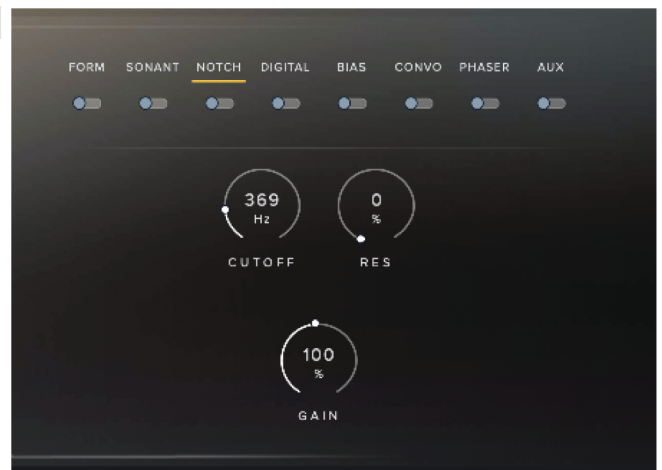 FORM SONANT NOTCH DIGITAL BIAS CONVO PHASER AUX
369 0
Hz %
CUTOFF RES
100
%
GAIN